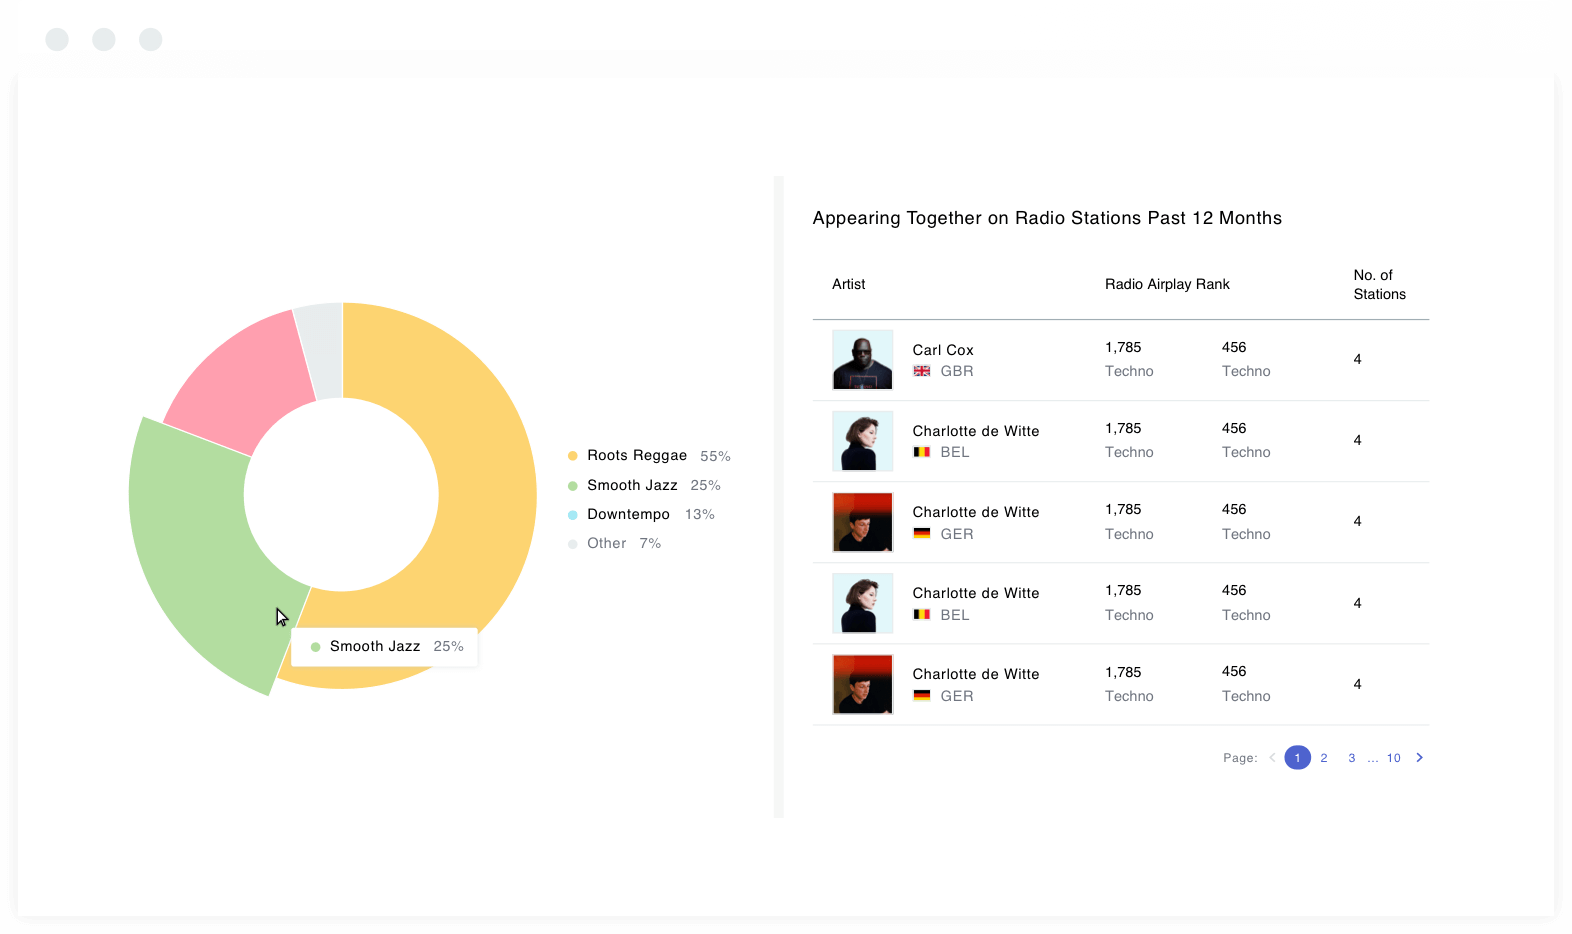 Roots Reggae 55%
Smooth Jazz 25%
Downtempo 13%
Other 7%
Smooth Jazz 25%
Appearing Together on Radio Stations Past 12 Months
Artist Radio Airplay Rank No. of
Stations
Carl Cox 1,785 456 4
GBR Techno Techno
Charlotte de Witte 1,785 456 4
BEL Techno Techno
Charlotte de Witte 1,785 456 4
GER Techno Techno
Charlotte de Witte 1,785 456 4
BEL Techno Techno
Charlotte de Witte 1,785 456 4
GER Techno Techno
Page: 1 2 3 ... 10